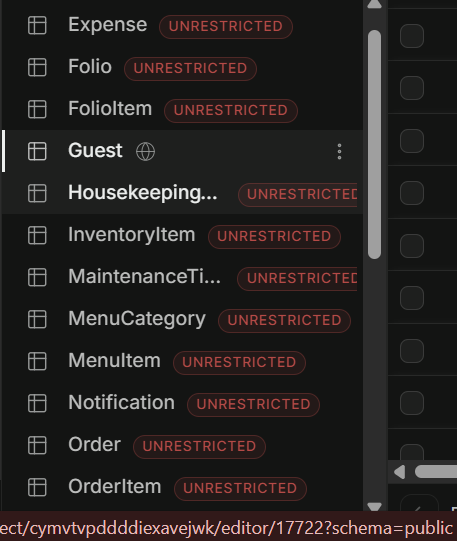 Expense UNRESTRICTED
Folio UNRESTRICTED
FolioItem UNRESTRICTED
Guest
Housekeeping... UNRESTRICTED
InventoryItem UNRESTRICTED
MaintenanceTi... UNRESTRICTED
MenuCategory UNRESTRICTED
MenuItem UNRESTRICTED
Notification UNRESTRICTED
Order UNRESTRICTED
OrderItem UNRESTRICTED
ect/cymvtvpddddiexavejwk/editor/17722?schema=public